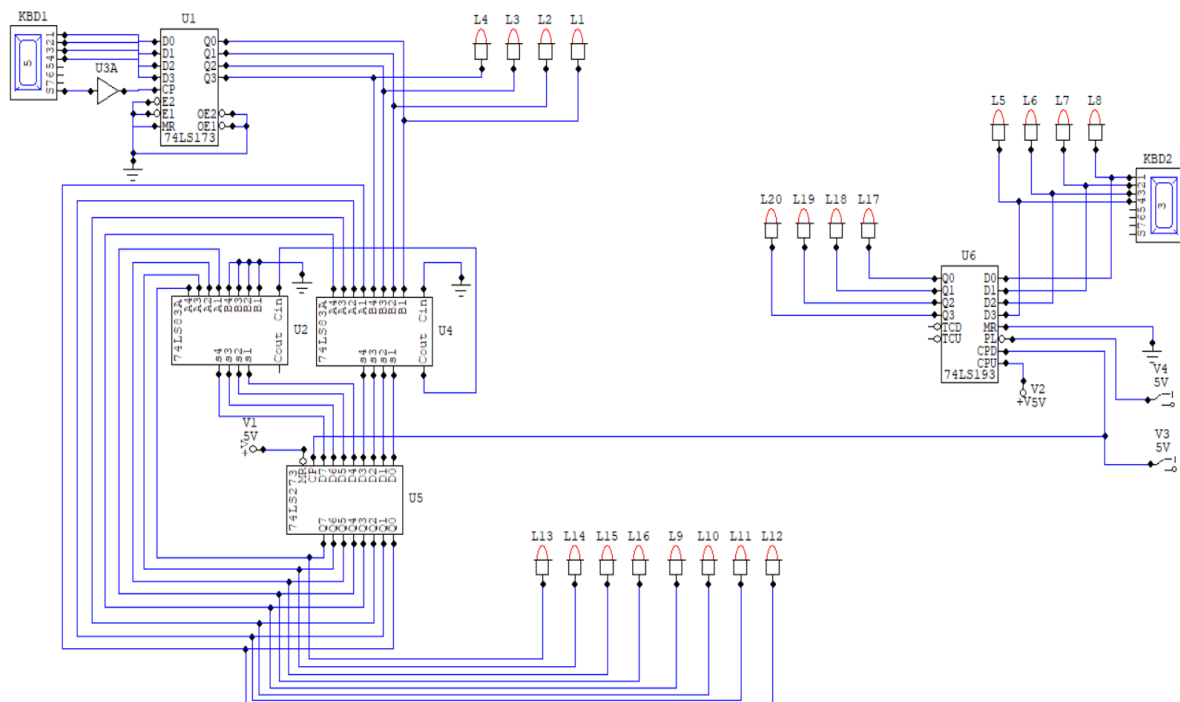 KBD1
U1
L4 L3 L2 L1
5
S7654321
U3A
D0 Q0
D1 Q1
D2 Q2
D3 Q3
CP
E2
E1 OE2
MR OE1
74LS173
L5 L6 L7 L8
KBD2
3
S7654321
L20 L19 L18 L17
U6
Q0 D0
Q1 D1
Q2 D2
Q3 D3
TCD MR
TCU PL
CPD
CPU
74LS193
V2
+V 5V
V4
5V
V3
5V
A4 A3 A2 A1 B4 B3 B2 B1 Cin
74LS83A
U2
s4 s3 s2 s1 Cout
A4 A3 A2 A1 B4 B3 B2 B1 Cin
74LS83A
U4
s4 s3 s2 s1 Cout
V1
5V
+V
MR CP D7 D6 D5 D4 D3 D2 D1 D0
74LS273
U5
Q7 Q6 Q5 Q4 Q3 Q2 Q1 Q0
L13 L14 L15 L16 L9 L10 L11 L12